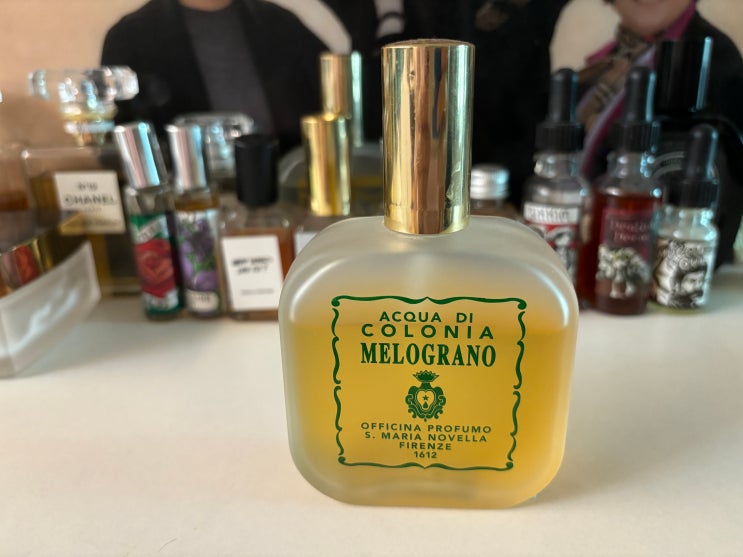 ACQUA DI
COLONIA
MELOGRANO
OFFICINA PROFUMO
S. MARIA NOVELLA
FIRENZE
1612
CHANEL